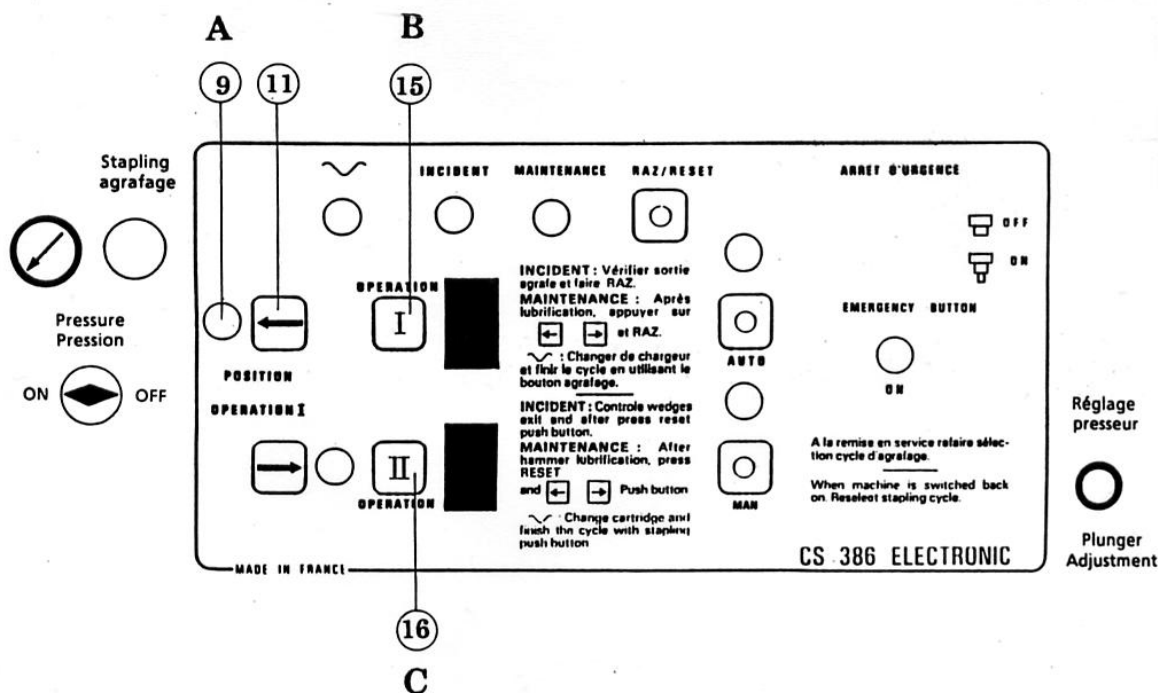 A
B
9
11
15
Stapling
agrafage
INCIDENT
MAINTENANCE
RAZ/RESET
ARRET D'URGENCE
OFF
ON
OPERATION
I
INCIDENT : Vérifier sortie
agrafe et faire RAZ.
MAINTENANCE : Après
lubrification, appuyer sur
← → et RAZ.
: Changer de chargeur
et finir le cycle en utilisant le
bouton agrafage.
AUTO
EMERGENCY BUTTON
ON
Pressure
Pression
ON OFF
POSITION
OPERATION I
II
OPERATION
INCIDENT: Controle wedges
exit and after press reset
push button.
MAINTENANCE : After
hammer lubrification, press
RESET
and ← → Push button
: Change cartridge and
finish the cycle with stapling
push button
MAN
A la remise en service refaire sélec-
tion cycle d'agrafage.
When machine is switched back
on. Reselect stapling cycle.
Réglage
presseur
Plunger
Adjustment
MADE IN FRANCE
CS 386 ELECTRONIC
16
C